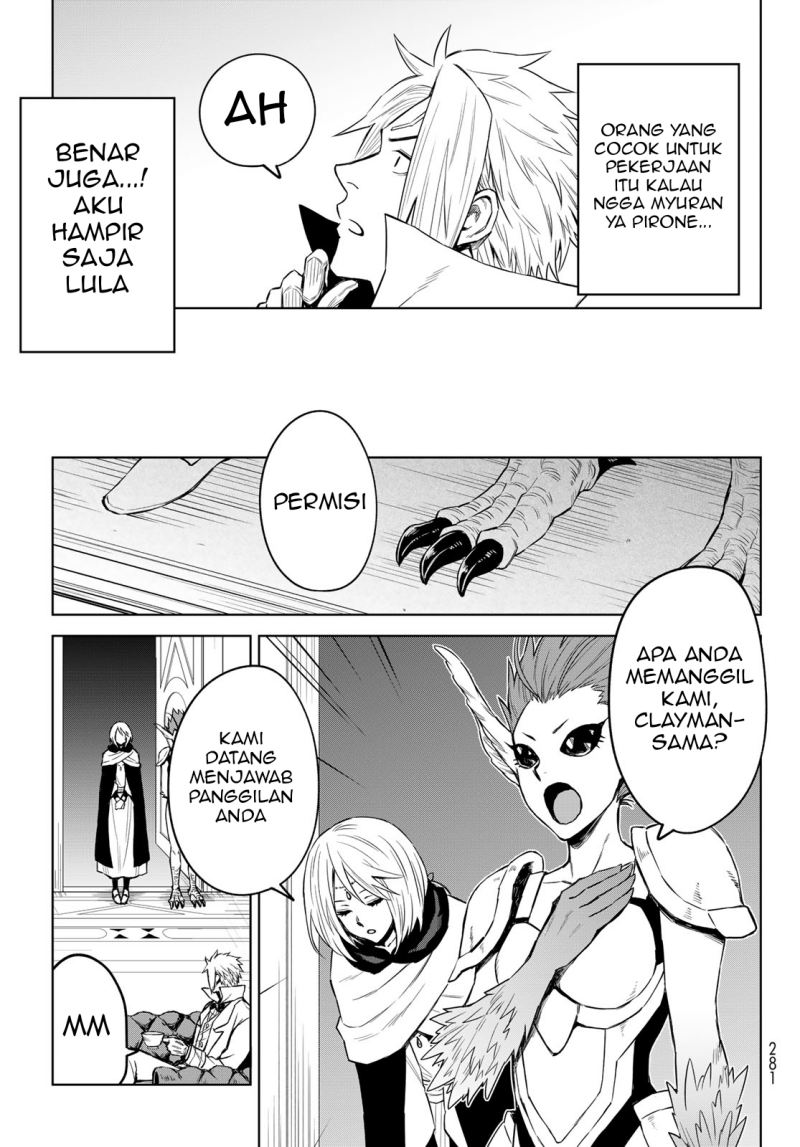 ORANG YANG
COCOK UNTUK
PEKERJAAN
ITU KALAU
NGGA MYURAN
YA PIRONE...
AH
BENAR
JUGA...!
AKU
HAMPIR
SAJA
LULA
PERMISI
APA ANDA
MEMANGGIL
KAMI,
CLAYMAN-
SAMA?
KAMI
DATANG
MENJAWAB
PANGGILAN
ANDA
MM
281